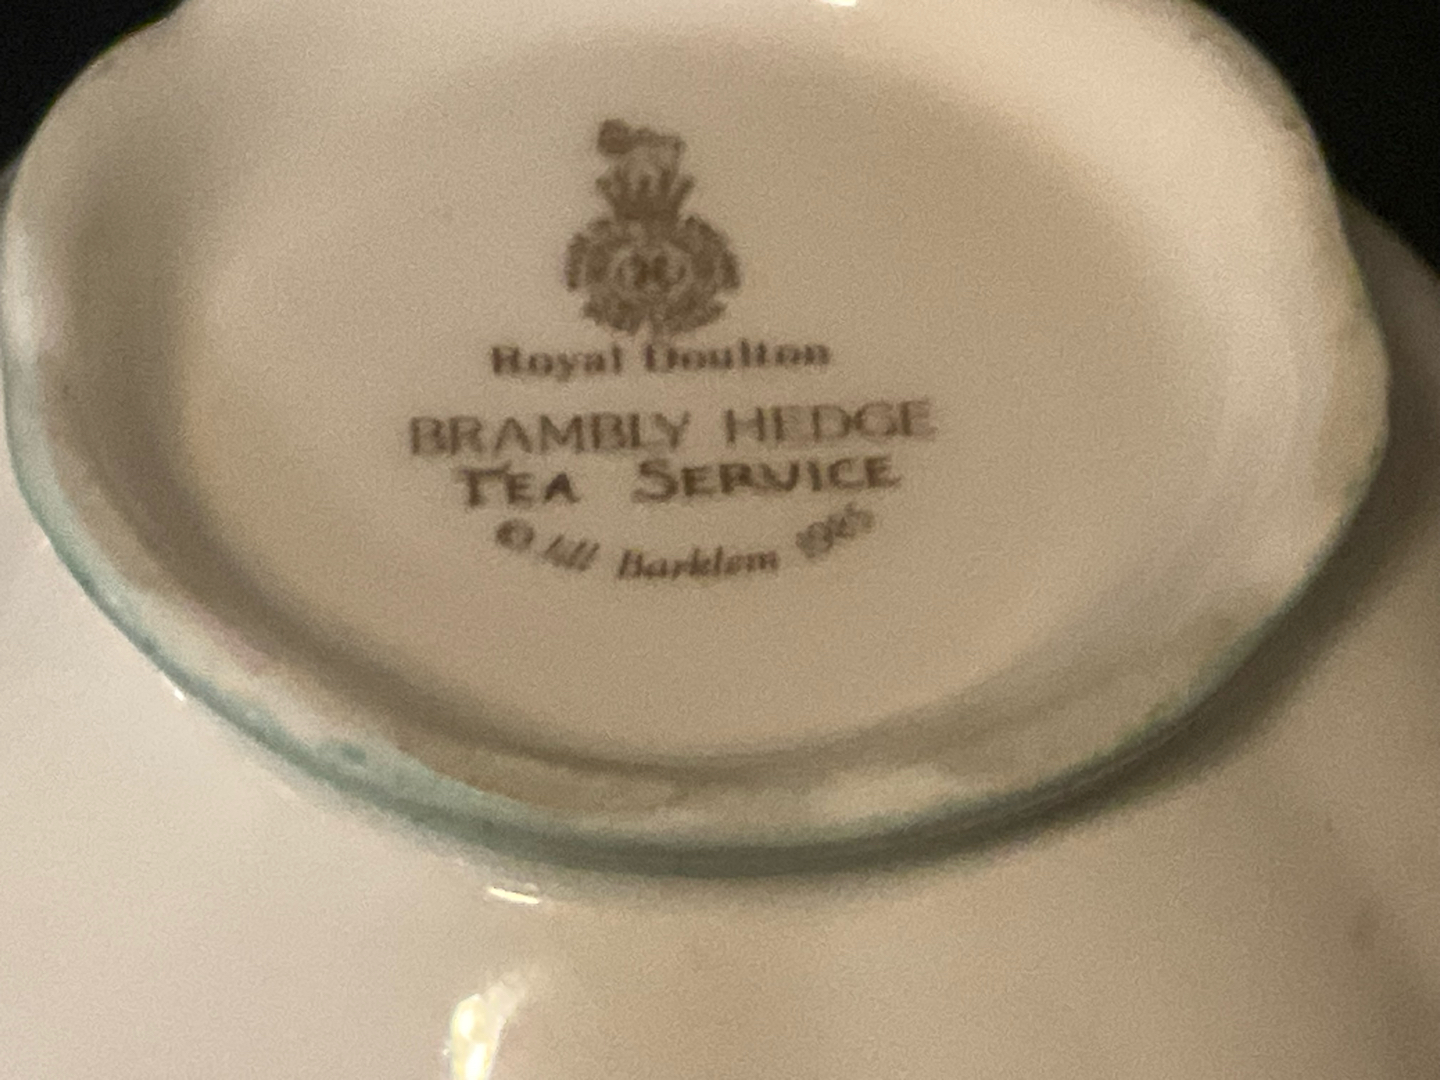 Royal Doulton
BRAMBLY HEDGE
TEA SERVICE
© Jill Barklem